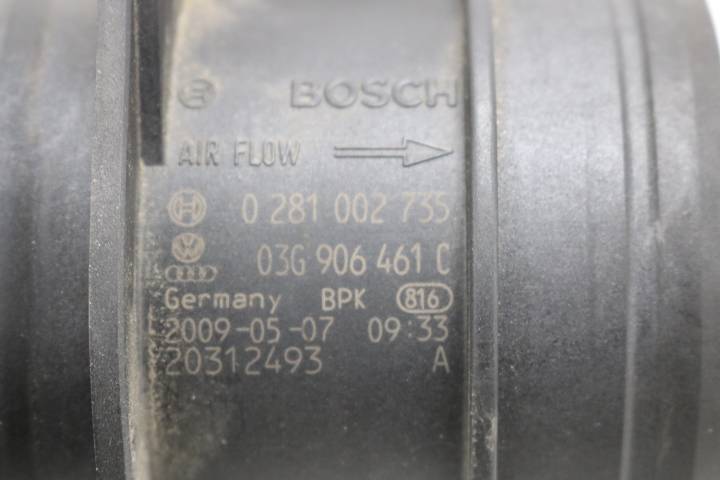 BOSCH
AIR FLOW
0 281 002 735
03G 906 461 C
Germany BPK 816
2009-05-07 09:33
20312493 A